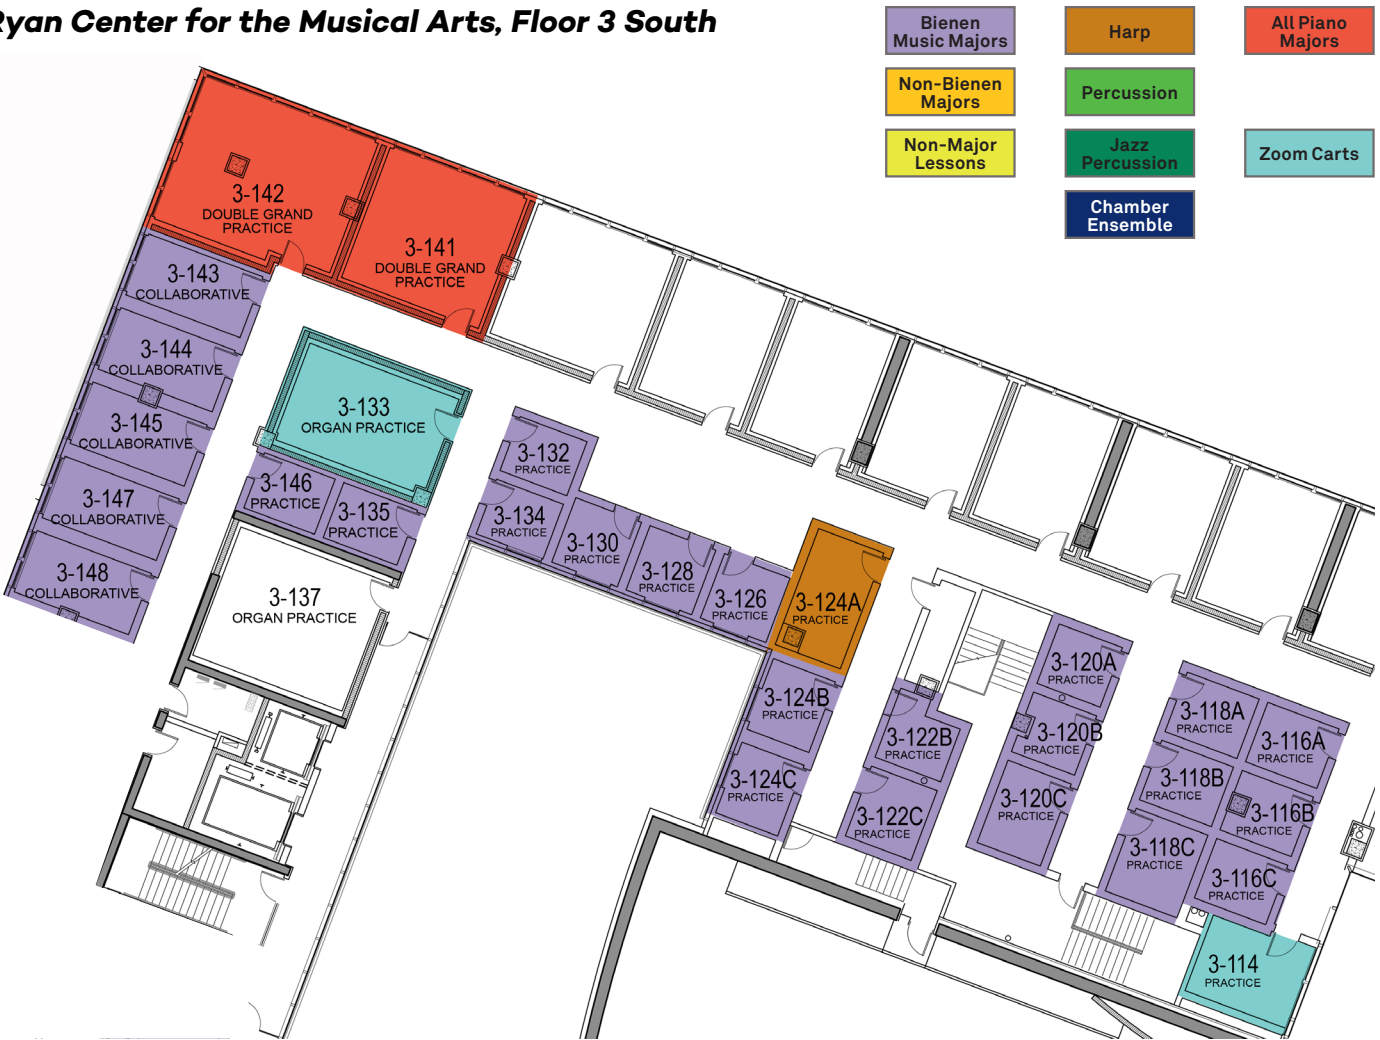 Ryan Center for the Musical Arts, Floor 3 South
Bienen
Music Majors
Harp
All Piano
Majors
Non-Bienen
Majors
Percussion
Non-Major
Lessons
Jazz
Percussion
Zoom Carts
Chamber
Ensemble
3-142
DOUBLE GRAND
PRACTICE
3-141
DOUBLE GRAND
PRACTICE
3-143
COLLABORATIVE
3-144
COLLABORATIVE
3-145
COLLABORATIVE
3-147
COLLABORATIVE
3-148
COLLABORATIVE
3-133
ORGAN PRACTICE
3-146
PRACTICE
3-135
PRACTICE
3-137
ORGAN PRACTICE
3-132
PRACTICE
3-134
PRACTICE
3-130
PRACTICE
3-128
PRACTICE
3-126
PRACTICE
3-124A
PRACTICE
3-124B
PRACTICE
3-124C
PRACTICE
3-122B
PRACTICE
3-122C
PRACTICE
3-120A
PRACTICE
3-120B
PRACTICE
3-120C
PRACTICE
3-118A
PRACTICE
3-116A
PRACTICE
3-118B
PRACTICE
3-116B
PRACTICE
3-118C
PRACTICE
3-116C
PRACTICE
3-114
PRACTICE